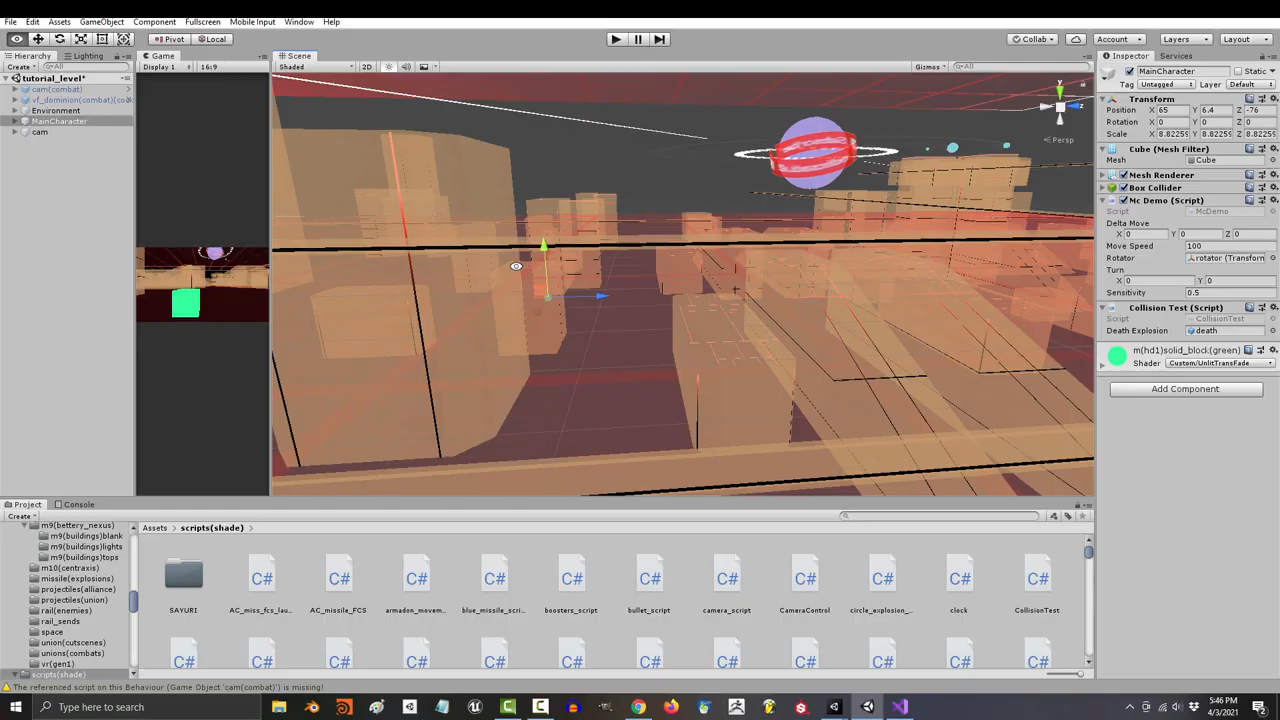 File Edit Assets GameObject Component Fullscreen Mobile Input Window Help
Pivot Local Collab Account Layers Layout
Hierarchy Lighting Game Scene Inspector Services
Create All Display 1 16:9 Shaded 2D Gizmos All
tutorial_level*
cam(combat)
Environment
MainCharacter
cam
y
z
Persp
MainCharacter Static
Tag Untagged Layer Default
Transform
Position X 65 Y 6.4 Z -76
Rotation X 0 Y 0 Z 0
Scale X 8.8225 Y 8.8225 Z 8.8225
Cube (Mesh Filter)
Mesh Cube
Mesh Renderer
Box Collider
Mc Demo (Script)
Script McDemo
Delta Move
X 0 Y 0 Z 0
Move Speed 100
Rotator rotator (Transform
Turn
X 0 Y 0
Sensitivity 0.5
Collision Test (Script)
Script CollisionTest
Death Explosion death
m(hd1)solid_block(green)
Shader Custom/UnlitTransFade
Add Component
Project Console
Create
m9(bettery_nexus)
m9(buildings)blank
m9(buildings)lights
m9(buildings)tops
m10(centraxis)
missile(explosions)
projectiles(alliance)
projectiles(union)
rail(enemies)
rail_sends
space
union(cutscenes)
unions(combats)
vr(gen1)
scripts(shade)
Assets > scripts(shade) >
C# C# C# C# C# C# C# C# C# C# C#
SAYURI AC_miss_fcs_lau... AC_missile_FCS armadon_movem... blue_missile_scri... boosters_script bullet_script camera_script CameraControl circle_explosion_... clock CollisionTest
C# C# C# C# C# C# C# C# C# C# C# C#
The referenced script on this Behaviour (Game Object 'cam(combat)') is missing!
Type here to search
5:46 PM
4/3/2021